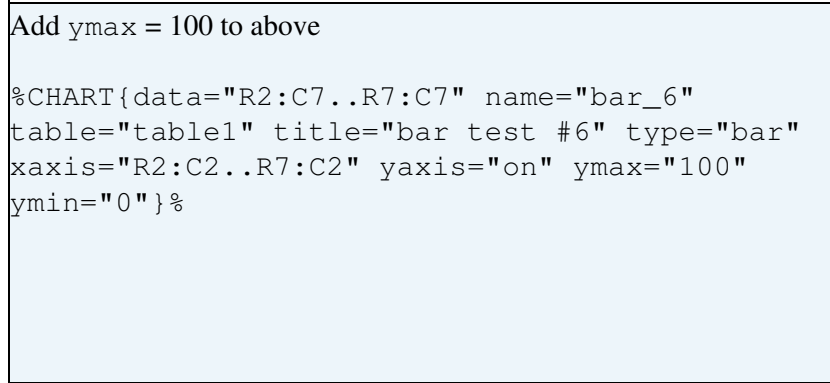 Add ymax = 100 to above
%CHART{data="R2:C7..R7:C7" name="bar_6"
table="table1" title="bar test #6" type="bar"
xaxis="R2:C2..R7:C2" yaxis="on" ymax="100"
ymin="0"}%